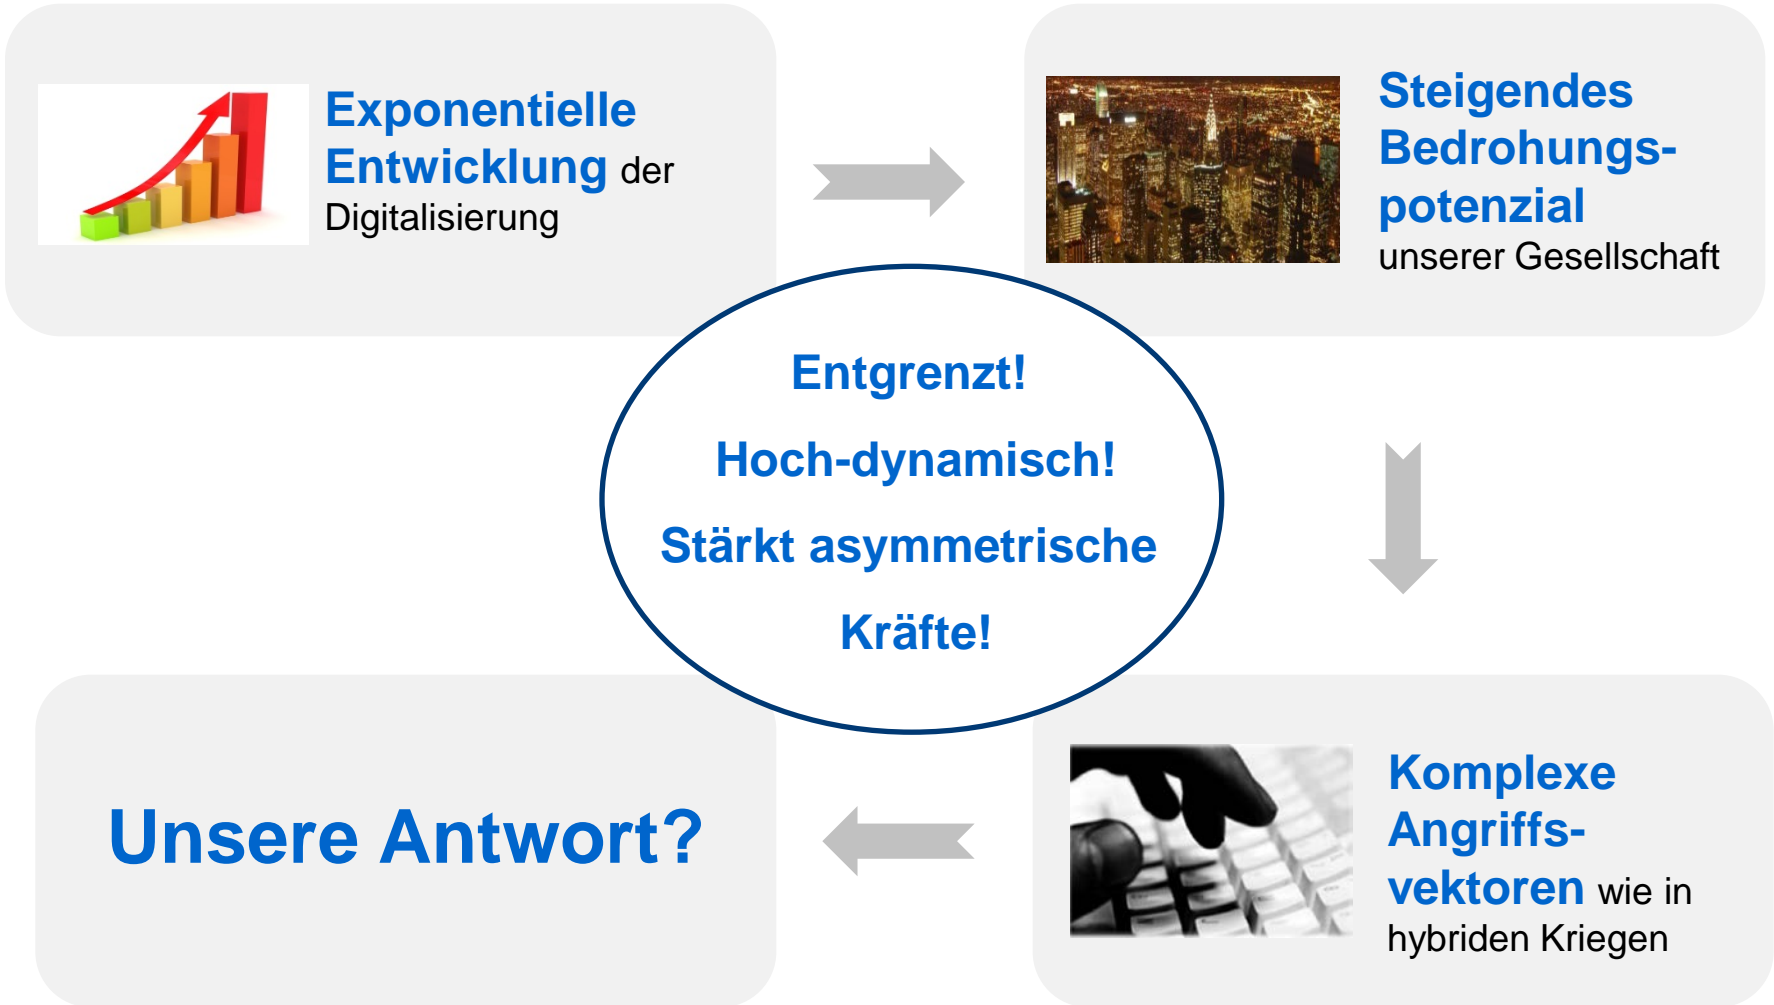 Exponentielle
Entwicklung der
Digitalisierung
Steigendes
Bedrohungs-
potenzial
unserer Gesellschaft
Entgrenzt!
Hoch-dynamisch!
Stärkt asymmetrische
Kräfte!
Unsere Antwort?
Komplexe
Angriffs-
vektoren wie in
hybriden Kriegen